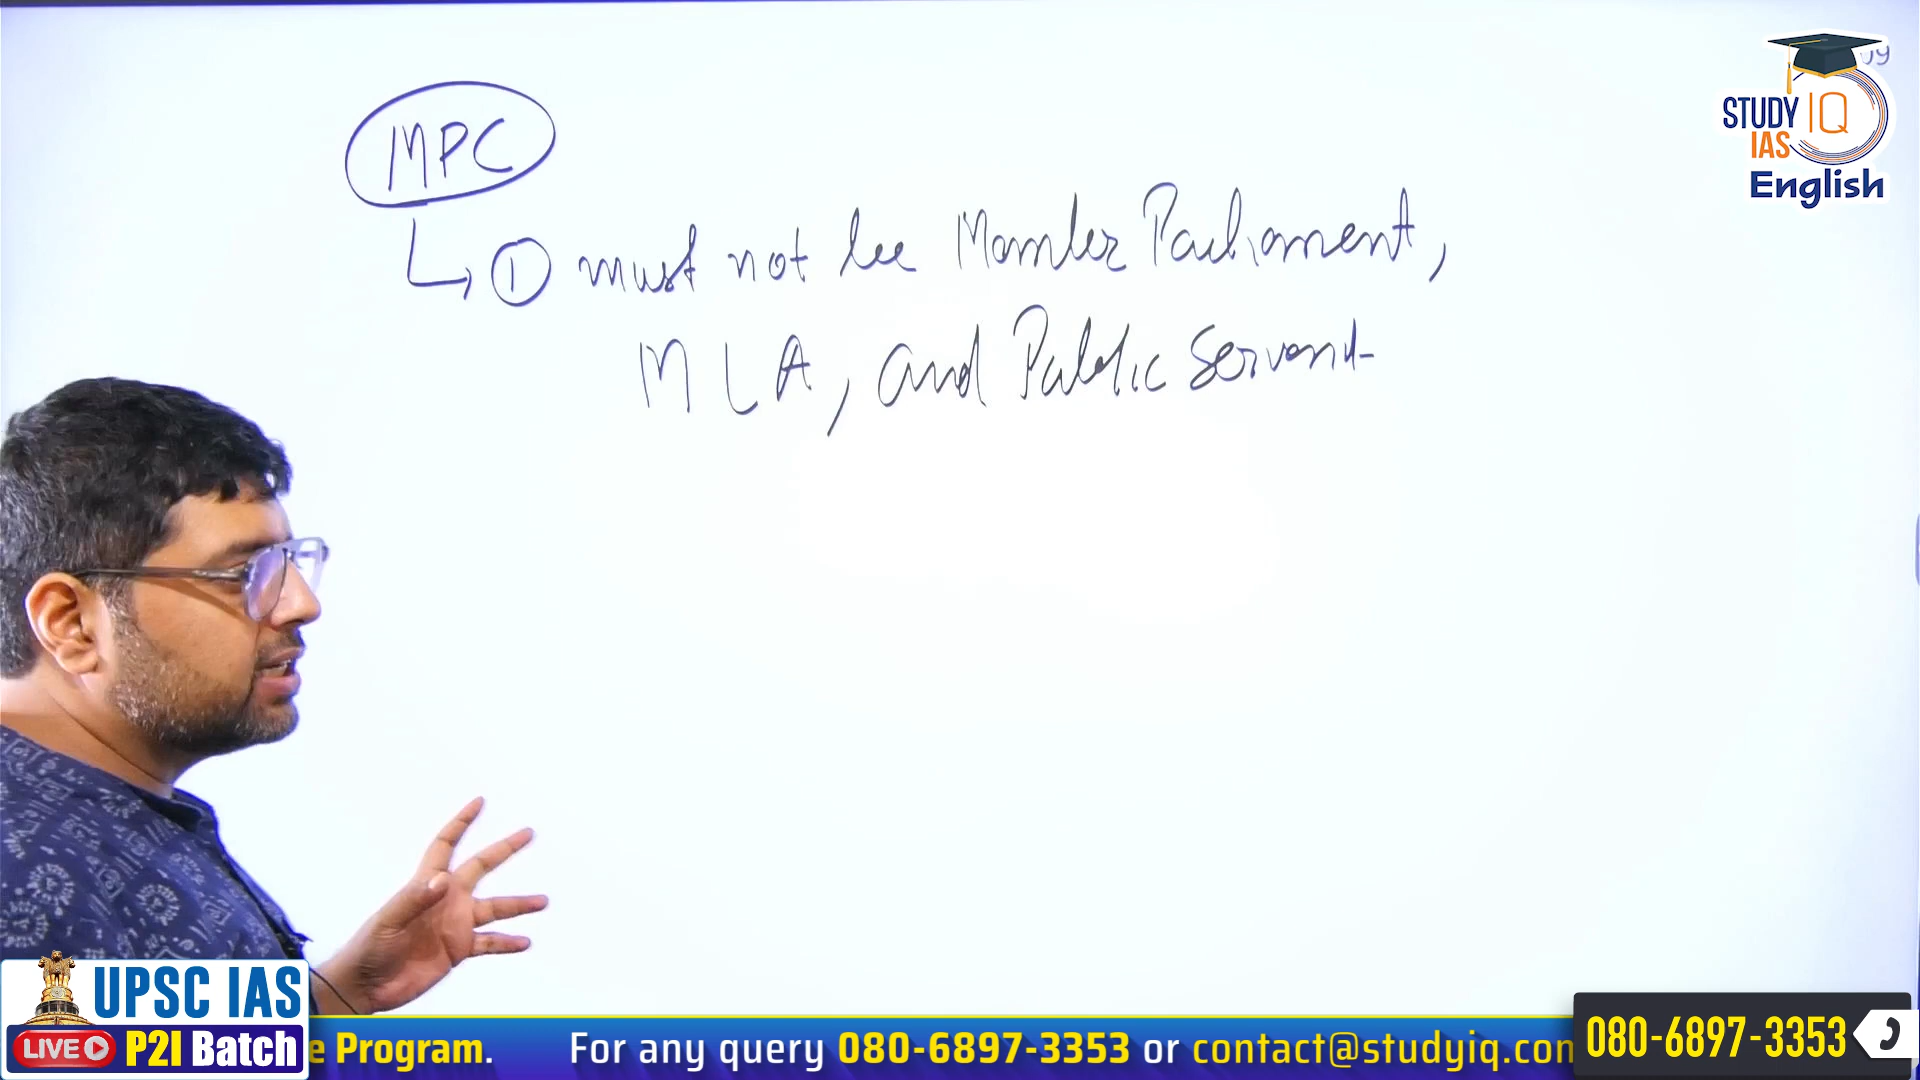 MPC
① must not be Member Parliament,
MLA, and Public Servant
STUDY IQ
IAS
English
UPSC IAS
LIVE P2I Batch
e Program. For any query 080-6897-3353 or contact@studyiq.con
080-6897-3353